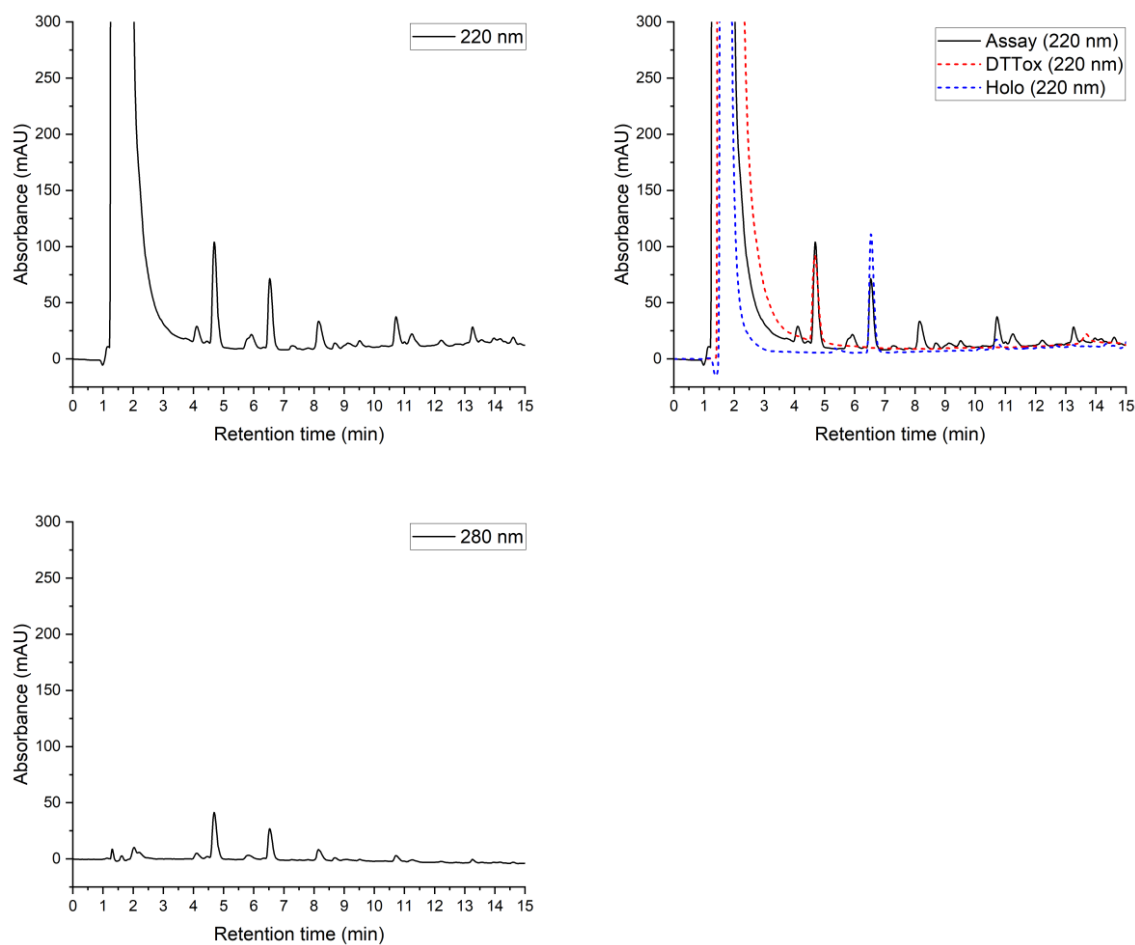 300
250
200
150
100
50
0
Absorbance (mAU)
220 nm
0 1 2 3 4 5 6 7 8 9 10 11 12 13 14 15
Retention time (min)
300
250
200
150
100
50
0
Absorbance (mAU)
Assay (220 nm)
DTTox (220 nm)
Holo (220 nm)
0 1 2 3 4 5 6 7 8 9 10 11 12 13 14 15
Retention time (min)
300
250
200
150
100
50
0
Absorbance (mAU)
280 nm
0 1 2 3 4 5 6 7 8 9 10 11 12 13 14 15
Retention time (min)